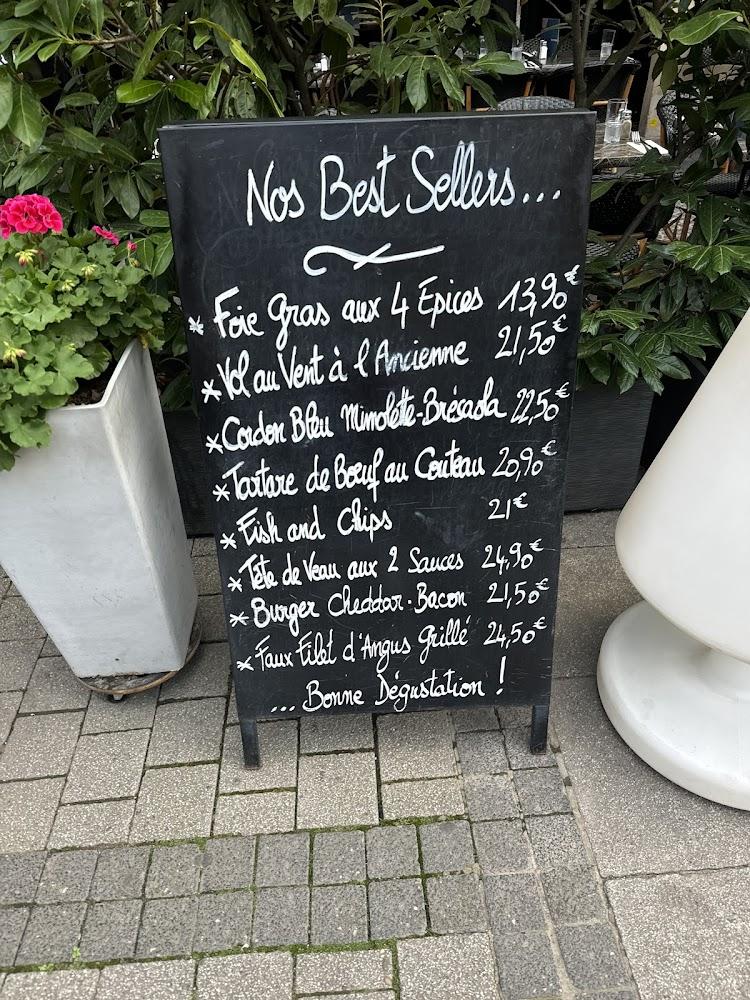 Nos Best Sellers...
* Foie Gras aux 4 Epices 13,90€
* Vol au Vent à l'Ancienne 21,50€
* Cordon Bleu Mimolette-Brésaola 22,50€
* Tartare de Boeuf au Couteau 20,90€
* Fish and Chips 21€
* Tête de Veau aux 2 Sauces 24,90€
* Burger Cheddar-Bacon 21,50€
* Faux Filet d'Angus Grillé 24,50€
... Bonne Dégustation !